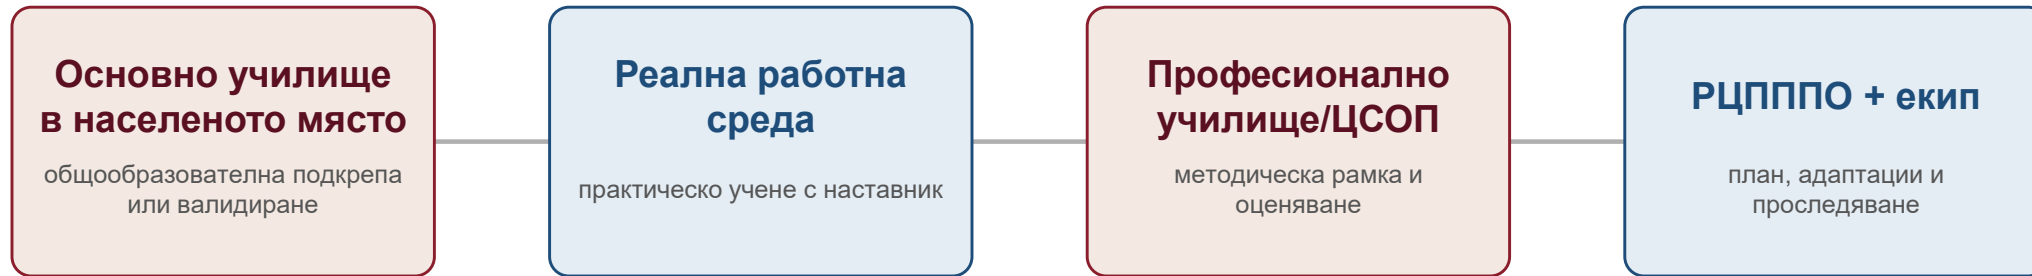 Основно училище
в населеното място
общообразователна подкрепа
или валидиране
Реална работна
среда
практическо учене с наставник
Професионално
училище/ЦСОП
методическа рамка и
оценяване
РЦПППО + екип
план, адаптации и
проследяване